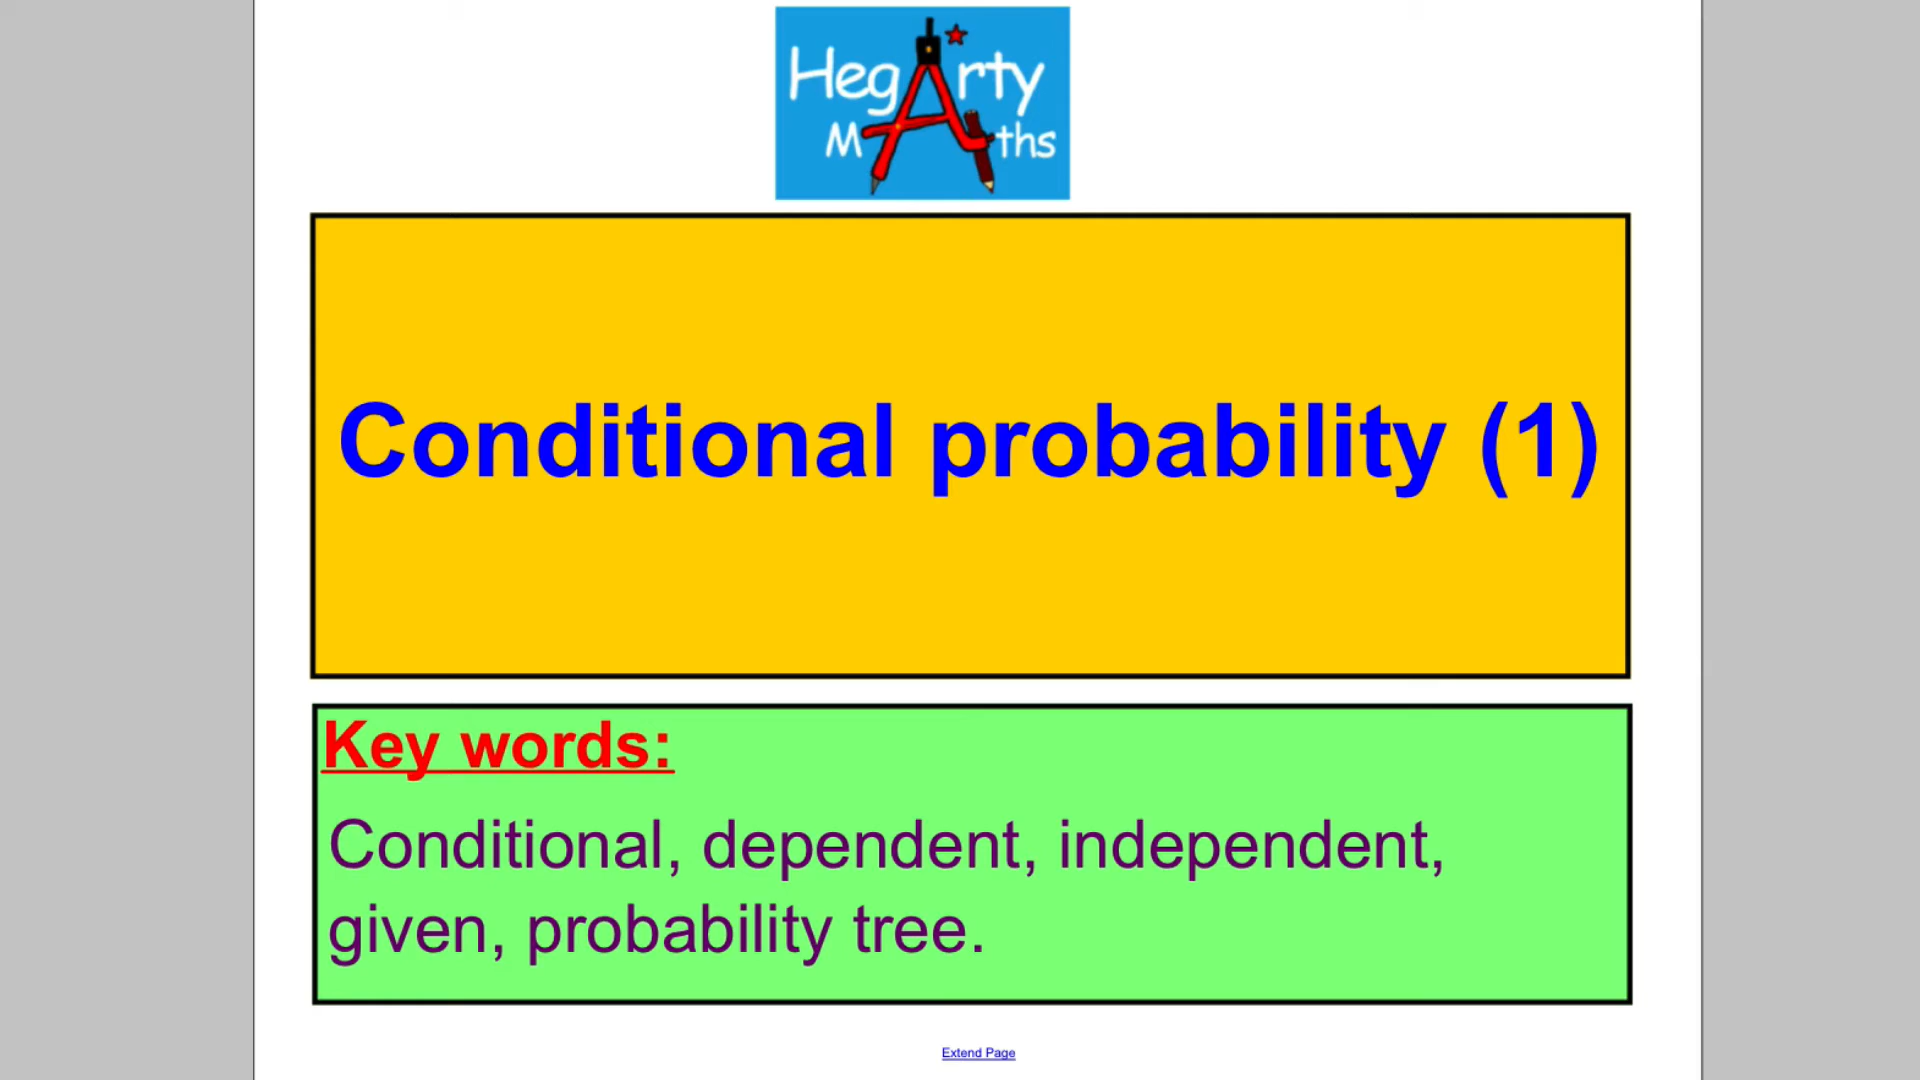 HegArty
MAths
Conditional probability (1)
Key words:
Conditional, dependent, independent,
given, probability tree.
Extend Page